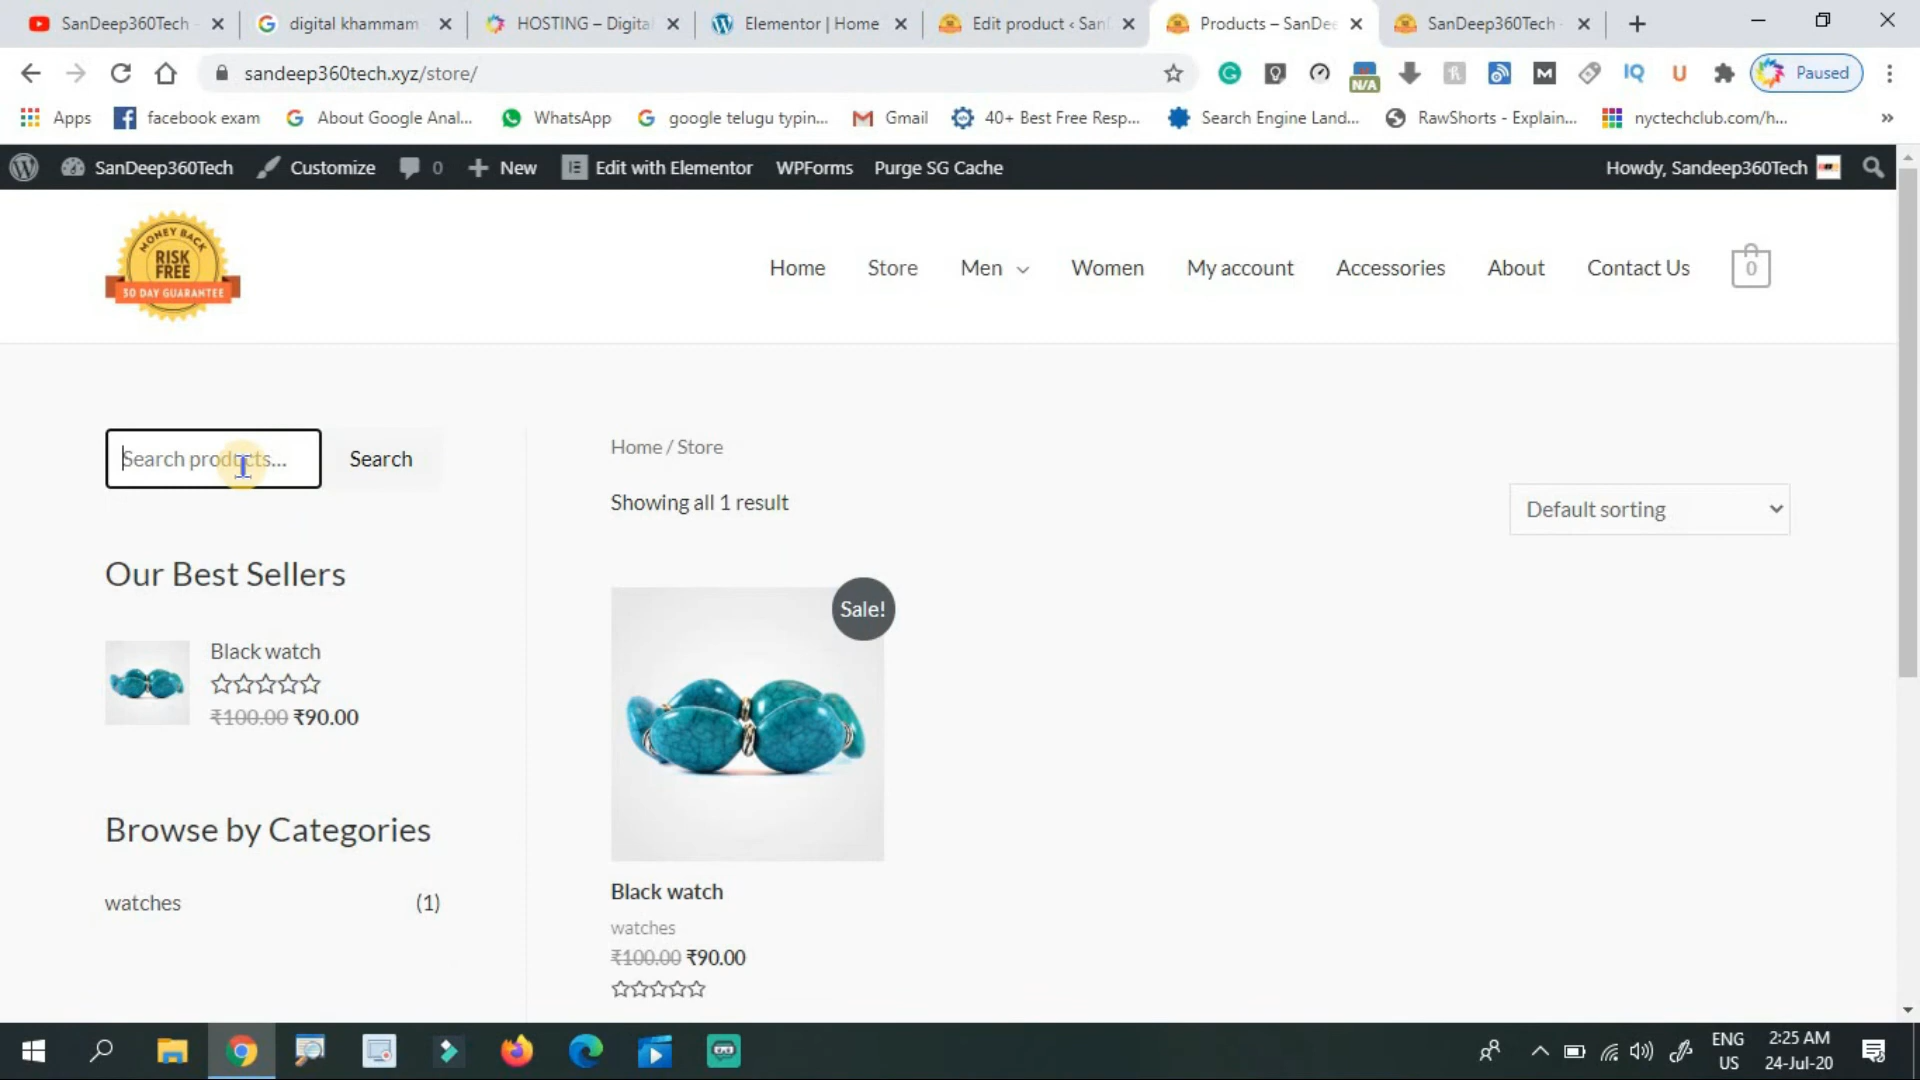 SanDeep360Tech -
digital khammam
HOSTING – Digita
Elementor | Home
Edit product ‹ San
Products – SanDee
SanDeep360Tech -
sandeep360tech.xyz/store/
N/A
M
IQ
U
Paused
Apps
facebook exam
About Google Anal...
WhatsApp
google telugu typin...
Gmail
40+ Best Free Resp...
Search Engine Land...
RawShorts - Explain...
nyctechclub.com/h...
»
SanDeep360Tech
Customize
0
New
Edit with Elementor
WPForms
Purge SG Cache
Howdy, Sandeep360Tech
MONEY BACK
RISK
FREE
30 DAY GUARANTEE
Home
Store
Men
Women
My account
Accessories
About
Contact Us
0
Search products...
Search
Home / Store
Showing all 1 result
Default sorting
Our Best Sellers
Sale!
Black watch
₹100.00 ₹90.00
Browse by Categories
watches
(1)
Black watch
watches
₹100.00 ₹90.00
ENG
US
2:25 AM
24-Jul-20